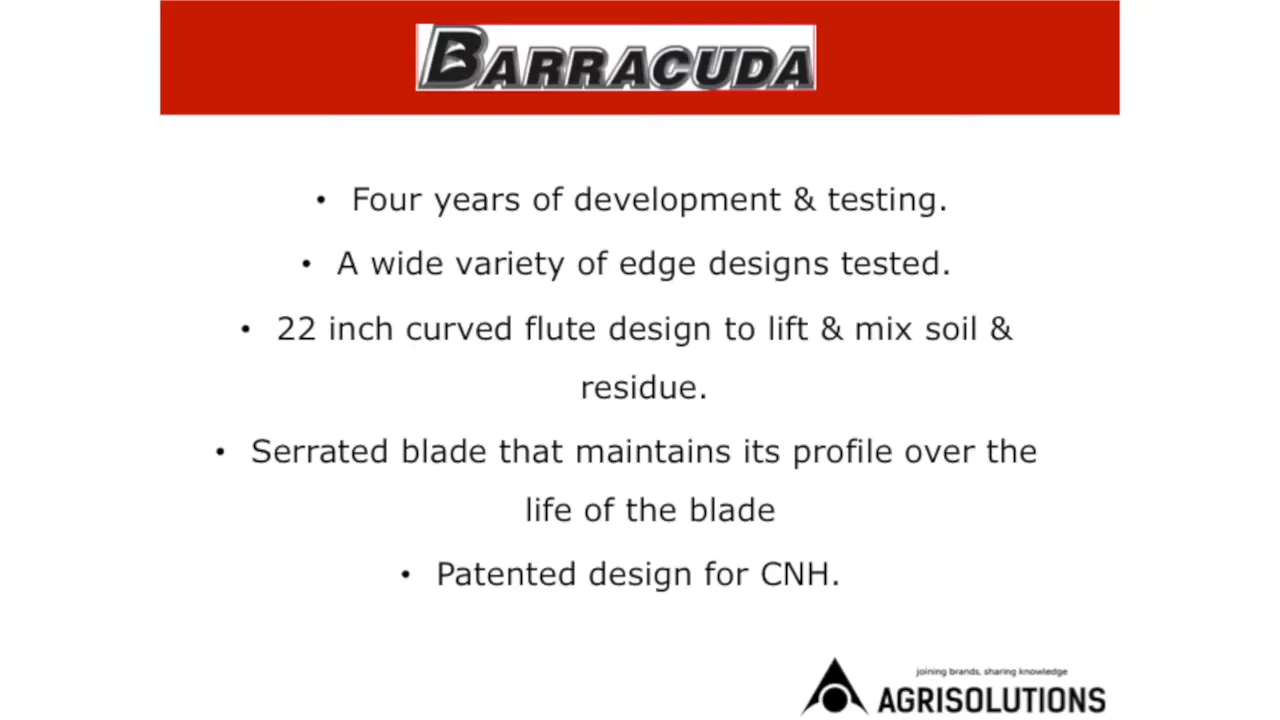 BARRACUDA
• Four years of development & testing.
• A wide variety of edge designs tested.
• 22 inch curved flute design to lift & mix soil &
residue.
• Serrated blade that maintains its profile over the
life of the blade
• Patented design for CNH.
joining brands, sharing knowledge
AGRISOLUTIONS